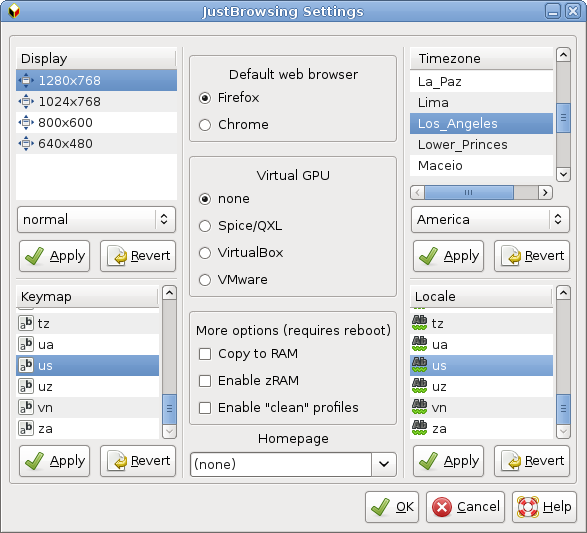 JustBrowsing Settings
Display
1280x768
1024x768
800x600
640x480
normal
Apply
Revert
Keymap
tz
ua
us
uz
vn
za
Apply
Revert
Default web browser
Firefox
Chrome
Virtual GPU
none
Spice/QXL
VirtualBox
VMware
More options (requires reboot)
Copy to RAM
Enable zRAM
Enable "clean" profiles
Homepage
(none)
Timezone
La_Paz
Lima
Los_Angeles
Lower_Princes
Maceio
America
Apply
Revert
Locale
tz
ua
us
uz
vn
za
Apply
Revert
OK
Cancel
Help